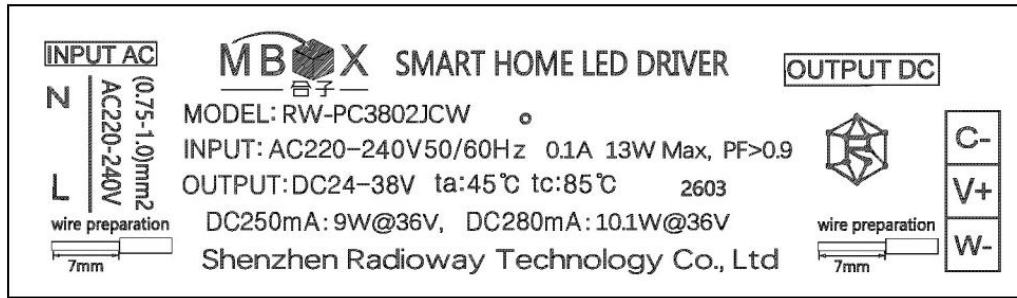 INPUT AC
N
L
(0.75-1.0)mm2
AC220-240V
wire preparation
7mm
MBOX
合子
SMART HOME LED DRIVER
MODEL: RW-PC3802JCW
INPUT: AC220-240V50/60Hz 0.1A 13W Max, PF>0.9
OUTPUT: DC24-38V ta:45℃ tc:85℃ 2603
DC250mA: 9W@36V, DC280mA: 10.1W@36V
Shenzhen Radioway Technology Co., Ltd
OUTPUT DC
C-
V+
W-
wire preparation
7mm